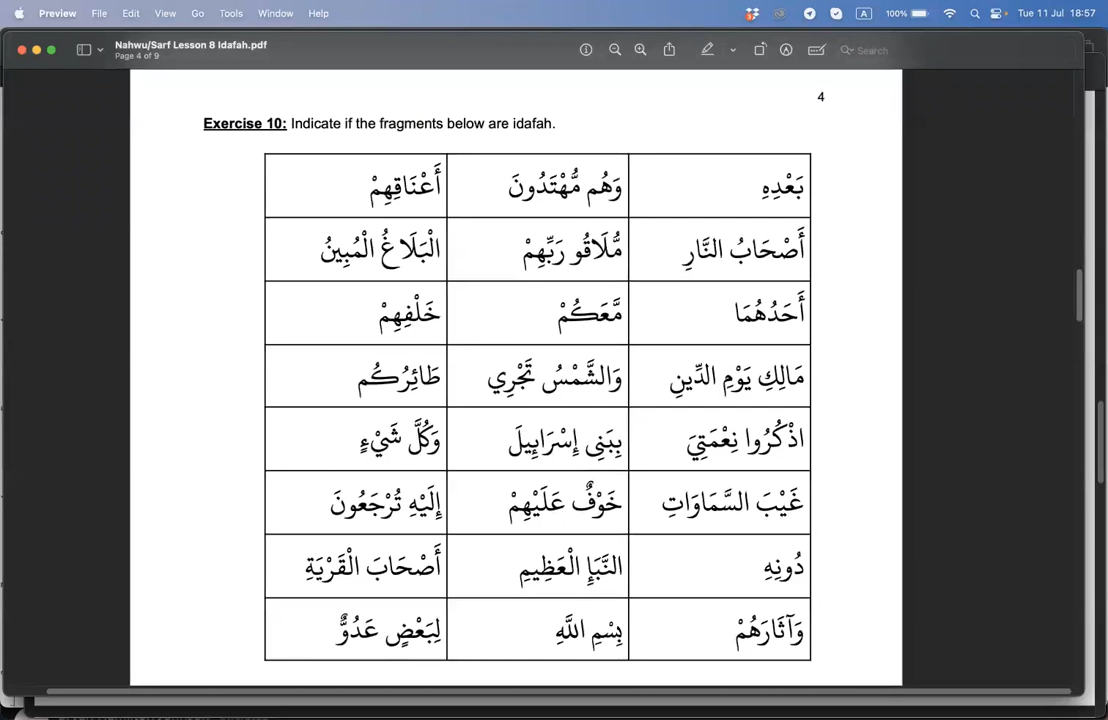 Preview File Edit View Go Tools Window Help 100% Tue 11 Jul 18:57
Nahwu/Sarf Lesson 8 Idafah.pdf
Page 4 of 9
Search
4
Exercise 10: Indicate if the fragments below are idafah.
بَعْدِهِ وَهُم مُّهْتَدُونَ أَعْنَاقِهِمْ
أَصْحَابُ النَّارِ مُّلَاقُو رَبِّهِمْ الْبَلَاغُ الْمُبِينُ
أَحَدُهُمَا مَّعَكُمْ خَلْفِهِمْ
مَالِكِ يَوْمِ الدِّينِ وَالشَّمْسُ تَجْرِي طَائِرُكُم
اذْكُرُوا نِعْمَتِيَ بِبَنِى إِسْرَابِيلَ وَكُلَّ شَيْءٍ
غَيْبَ السَّمَاوَاتِ خَوْفٌ عَلَيْهِمْ إِلَيْهِ تُرْجَعُونَ
دُونِهِ النَّبَإِ الْعَظِيمِ أَصْحَابَ الْقَرْيَةِ
وَآثَارَهُمْ بِسْمِ اللَّهِ لِبَعْضٍ عَدُوٌّ